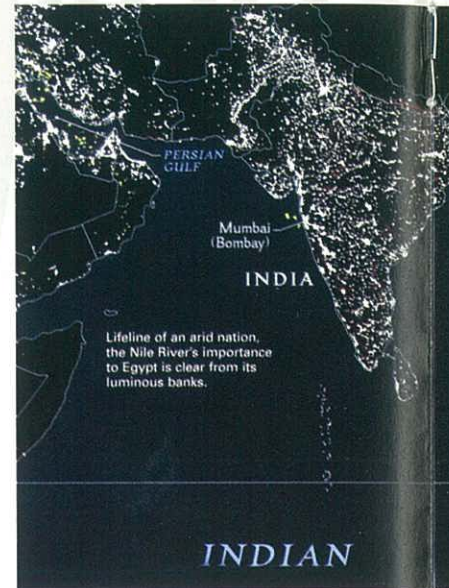 PERSIAN
GULF
Mumbai
(Bombay)
INDIA
Lifeline of an arid nation,
the Nile River's importance
to Egypt is clear from its
luminous banks.
INDIAN